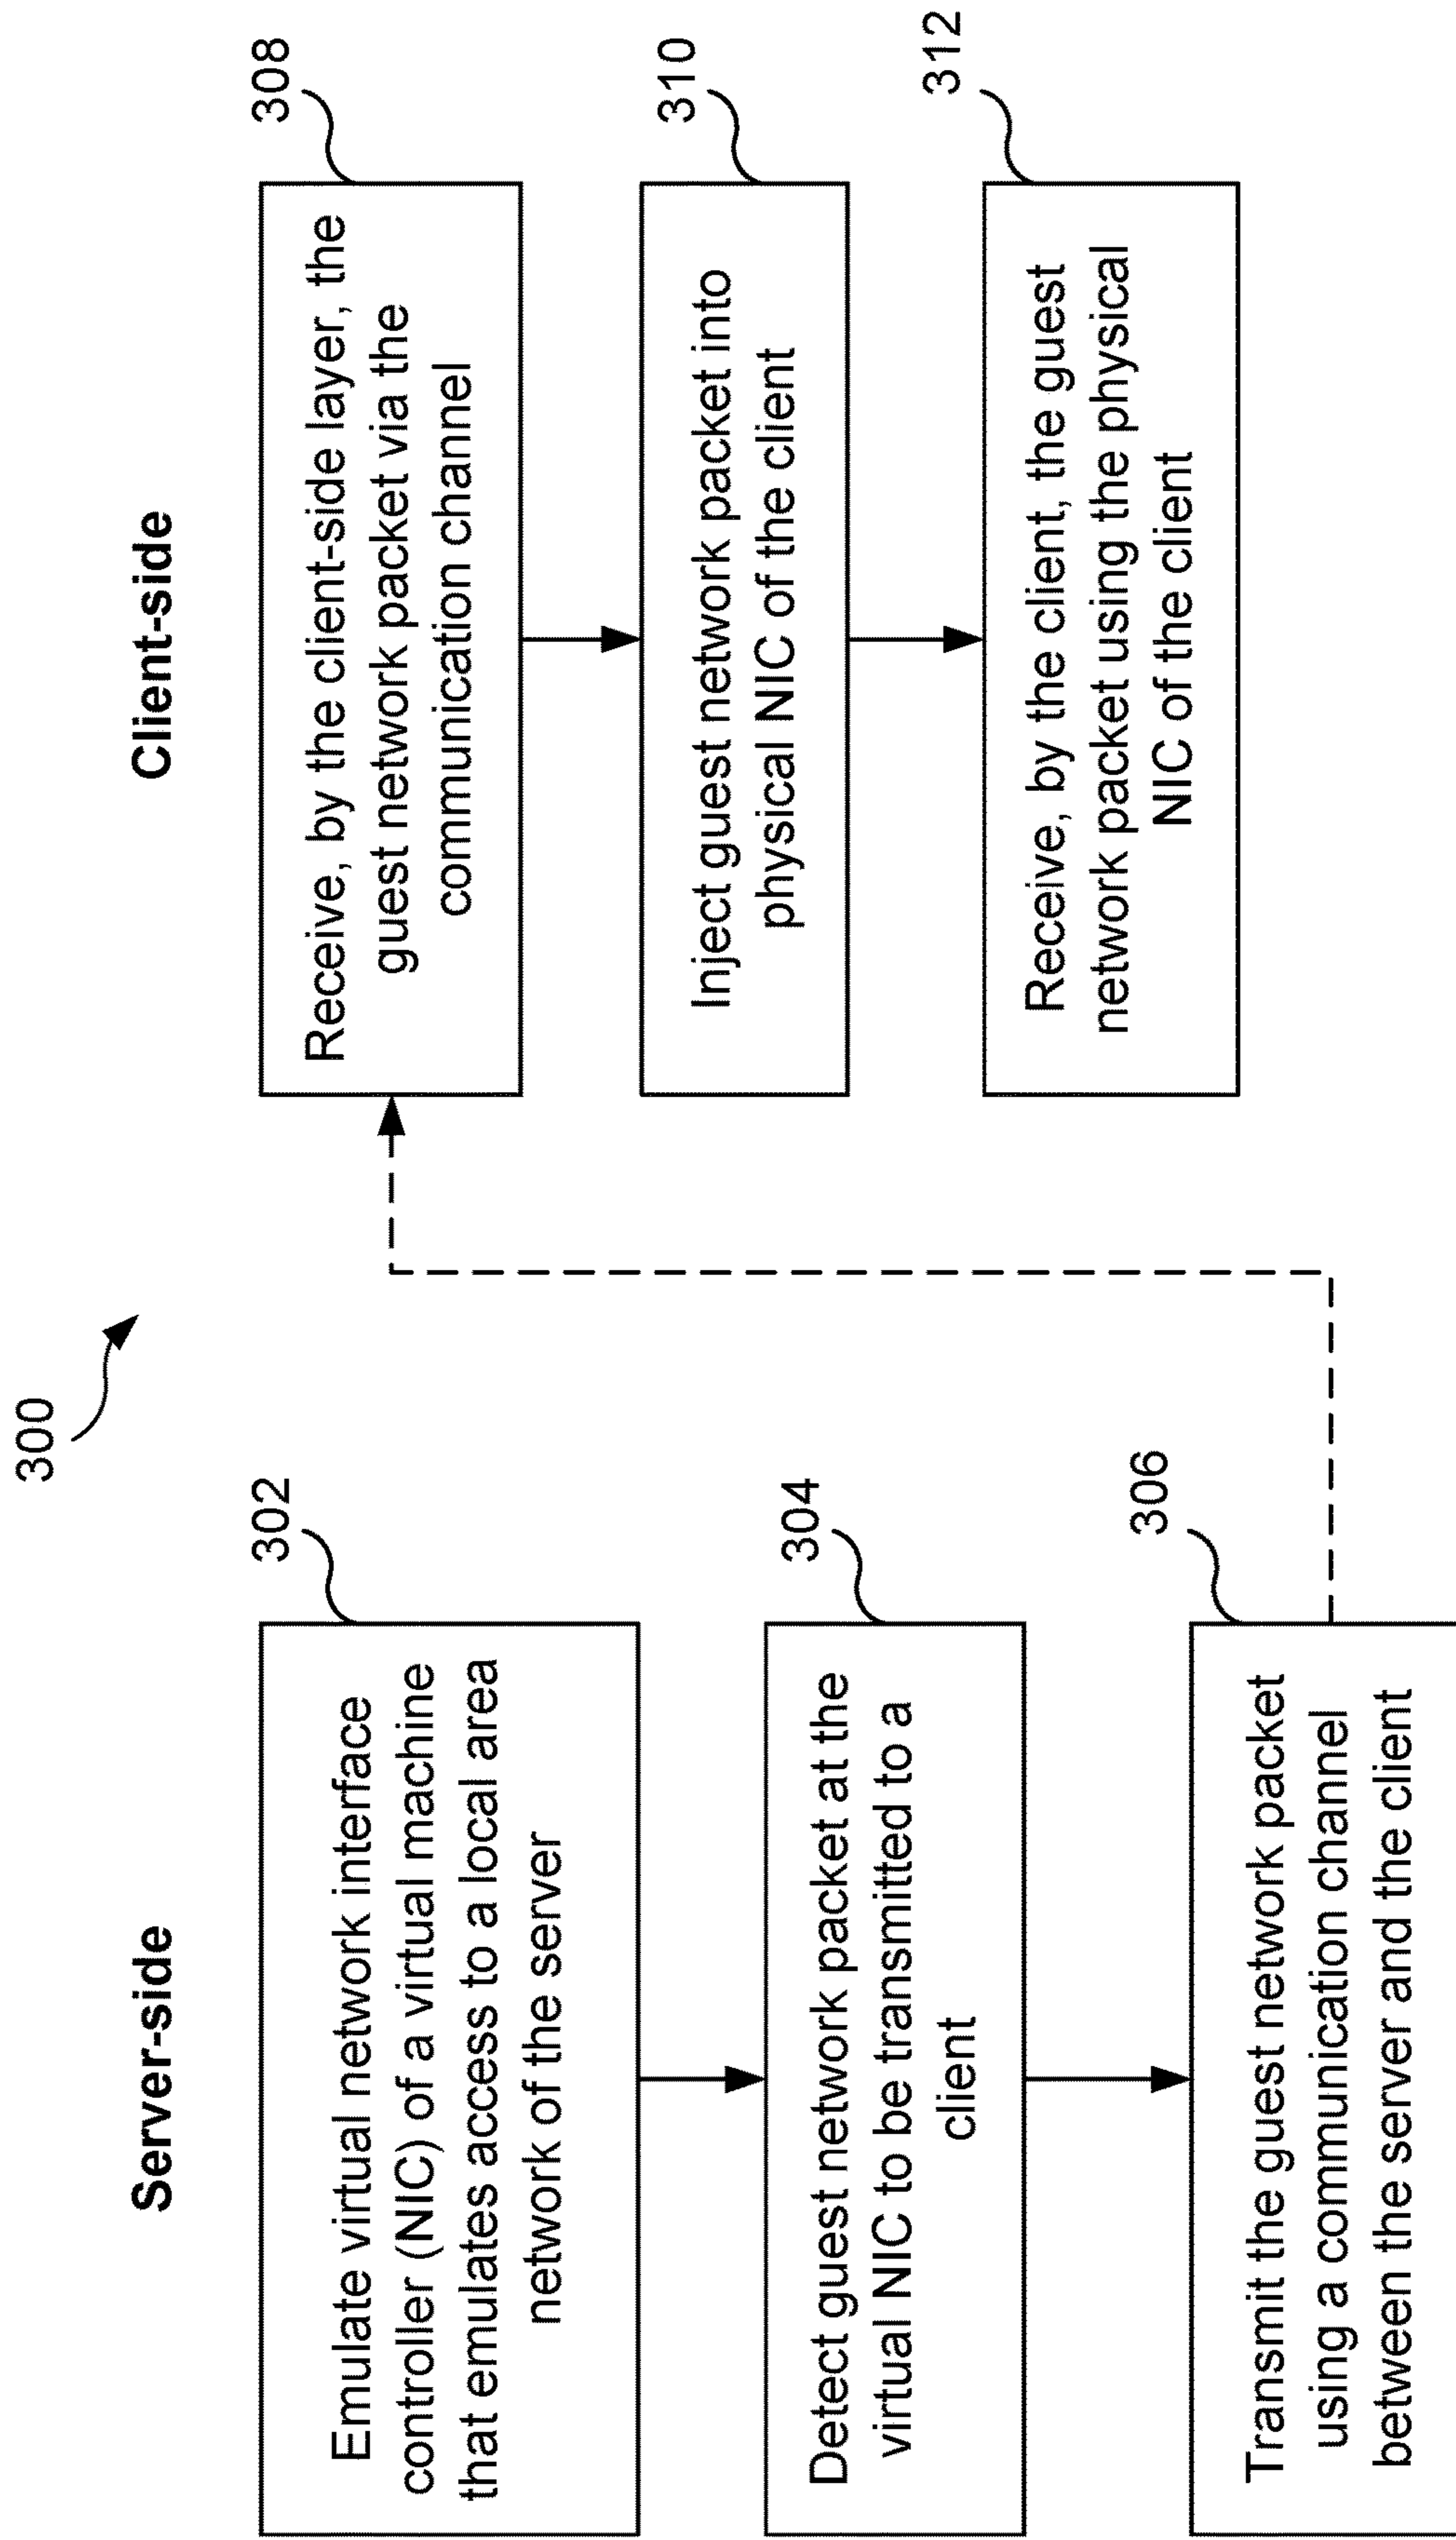 300
Server-side
302
Emulate virtual network interface
controller (NIC) of a virtual machine
that emulates access to a local area
network of the server
304
Detect guest network packet at the
virtual NIC to be transmitted to a
client
306
Transmit the guest network packet
using a communication channel
between the server and the client
Client-side
308
Receive, by the client-side layer, the
guest network packet via the
communication channel
310
Inject guest network packet into
physical NIC of the client
312
Receive, by the client, the guest
network packet using the physical
NIC of the client